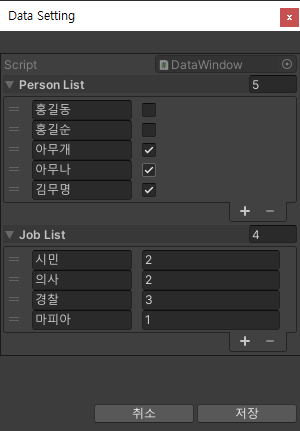 Data Setting
Script DataWindow
Person List 5
홍길동
홍길순
아무개
아무나
김무명
Job List 4
시민 2
의사 2
경찰 3
마피아 1
취소 저장